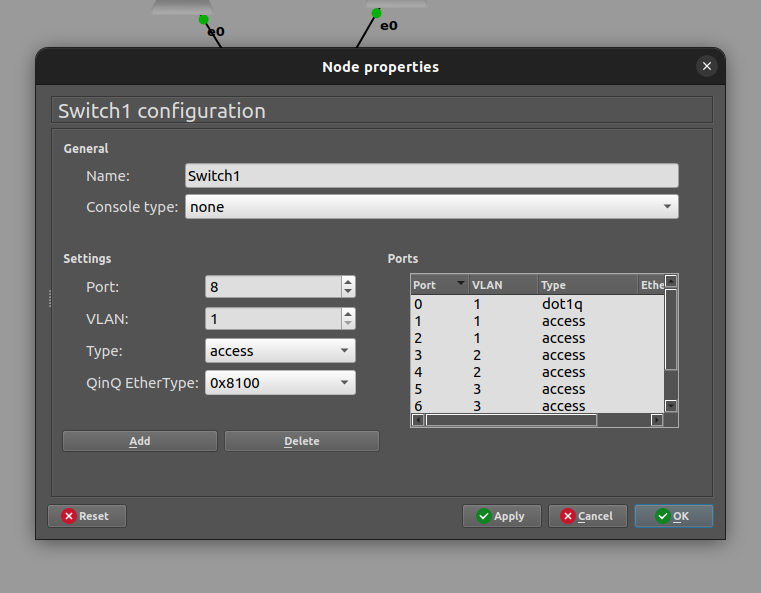 e0
e0
Node properties
Switch1 configuration
General
Name: Switch1
Console type: none
Settings
Port: 8
VLAN: 1
Type: access
QinQ EtherType: 0x8100
Add Delete
Ports
Port VLAN Type Ethe
0 1 dot1q
1 1 access
2 1 access
3 2 access
4 2 access
5 3 access
6 3 access
Reset Apply Cancel OK